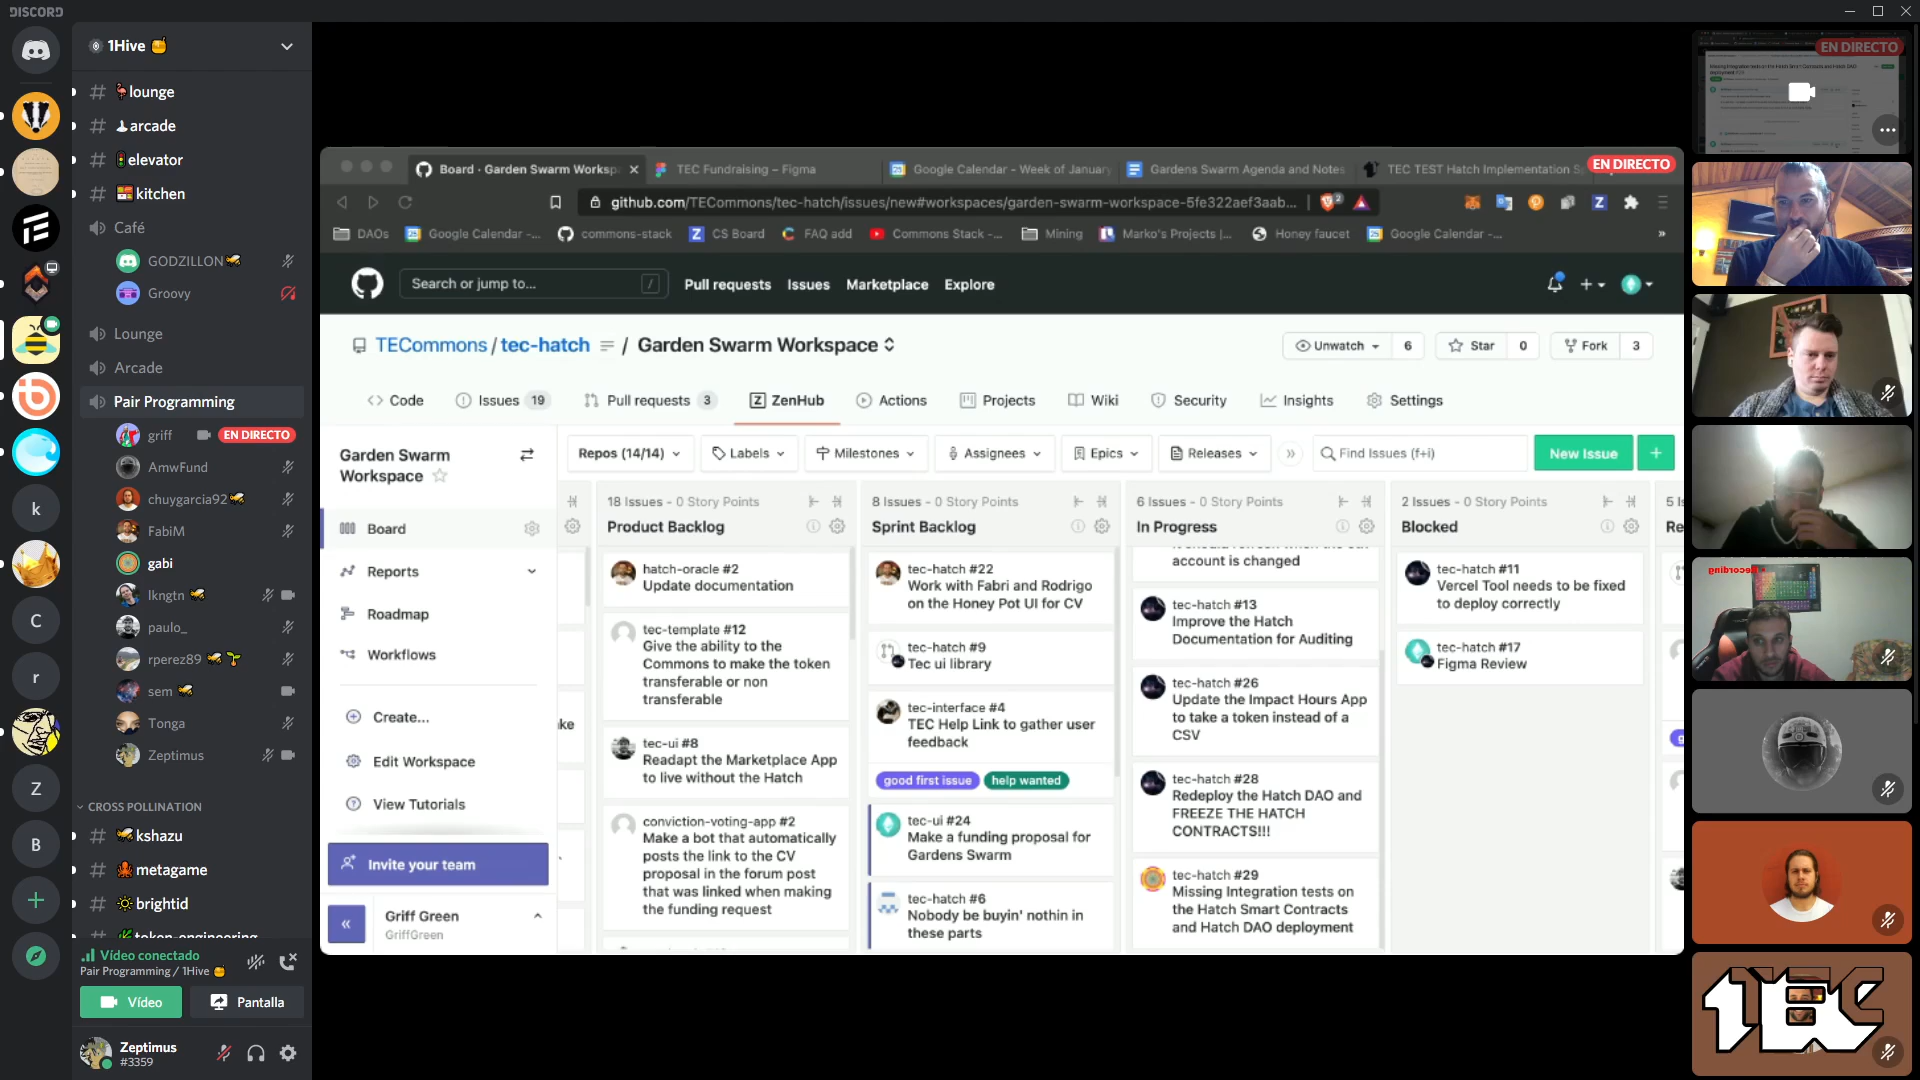 DISCORD
1Hive
lounge
arcade
elevator
kitchen
Café
GODZILLON
Groovy
Lounge
Arcade
Pair Programming
griff
EN DIRECTO
AmwFund
chuygarcia92
FabiM
gabi
lkngtn
paulo_
rperez89
sem
Tonga
Zeptimus
CROSS POLLINATION
kshazu
metagame
brightid
token-engineering
Vídeo conectado
Pair Programming / 1Hive
Vídeo
Pantalla
Zeptimus
#3359
k
C
r
Z
B
Board · Garden Swarm Worksp
TEC Fundraising – Figma
Google Calendar - Week of January
Gardens Swarm Agenda and Notes
TEC TEST Hatch Implementation S
EN DIRECTO
github.com/TECommons/tec-hatch/issues/new#workspaces/garden-swarm-workspace-5fe322aef3aab...
DAOs
Google Calendar -...
commons-stack
CS Board
FAQ add
Commons Stack -...
Mining
Marko's Projects |...
Honey faucet
Google Calendar -...
»
Search or jump to...
/
Pull requests
Issues
Marketplace
Explore
TECommons / tec-hatch / Garden Swarm Workspace
Unwatch
6
Star
0
Fork
3
Code
Issues 19
Pull requests 3
ZenHub
Actions
Projects
Wiki
Security
Insights
Settings
Garden Swarm
Workspace
Repos (14/14)
Labels
Milestones
Assignees
Epics
Releases
»
Find Issues (f+i)
New Issue
+
Board
Reports
Roadmap
Workflows
Create...
Edit Workspace
View Tutorials
Invite your team
«
Griff Green
GriffGreen
ke
18 Issues - 0 Story Points
Product Backlog
hatch-oracle #2
Update documentation
tec-template #12
Give the ability to the
Commons to make the token
transferable or non
transferable
tec-ui #8
Readapt the Marketplace App
to live without the Hatch
conviction-voting-app #2
Make a bot that automatically
posts the link to the CV
proposal in the forum post
that was linked when making
the funding request
8 Issues - 0 Story Points
Sprint Backlog
tec-hatch #22
Work with Fabri and Rodrigo
on the Honey Pot UI for CV
tec-hatch #9
Tec ui library
tec-interface #4
TEC Help Link to gather user
feedback
good first issue
help wanted
tec-ui #24
Make a funding proposal for
Gardens Swarm
tec-hatch #6
Nobody be buyin' nothin in
these parts
6 Issues - 0 Story Points
In Progress
account is changed
tec-hatch #13
Improve the Hatch
Documentation for Auditing
tec-hatch #26
Update the Impact Hours App
to take a token instead of a
CSV
tec-hatch #28
Redeploy the Hatch DAO and
FREEZE THE HATCH
CONTRACTS!!!
tec-hatch #29
Missing Integration tests on
the Hatch Smart Contracts
and Hatch DAO deployment
2 Issues - 0 Story Points
Blocked
tec-hatch #11
Vercel Tool needs to be fixed
to deploy correctly
tec-hatch #17
Figma Review
5 I
Re
EN DIRECTO
Recording
TEC